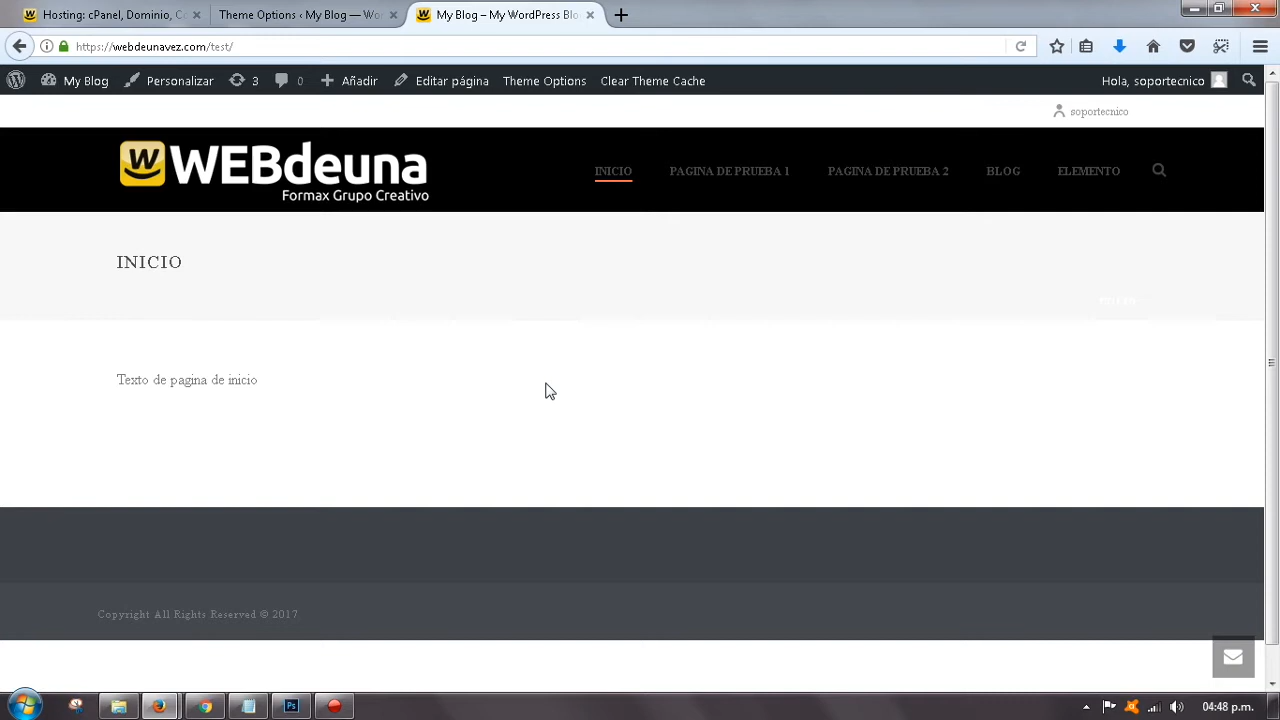 Hosting: cPanel, Dominio, C
Theme Options ‹ My Blog — Wo
My Blog – My WordPress Blo
https://webdeunavez.com/test/
My Blog
Personalizar
3
0
Añadir
Editar página
Theme Options
Clear Theme Cache
Hola, soportecnico
soportecnico
W WEBdeuna
Formax Grupo Creativo
INICIO
PAGINA DE PRUEBA 1
PAGINA DE PRUEBA 2
BLOG
ELEMENTO
INICIO
Texto de pagina de inicio
Copyright All Rights Reserved © 2017
Ps
04:48 p.m.